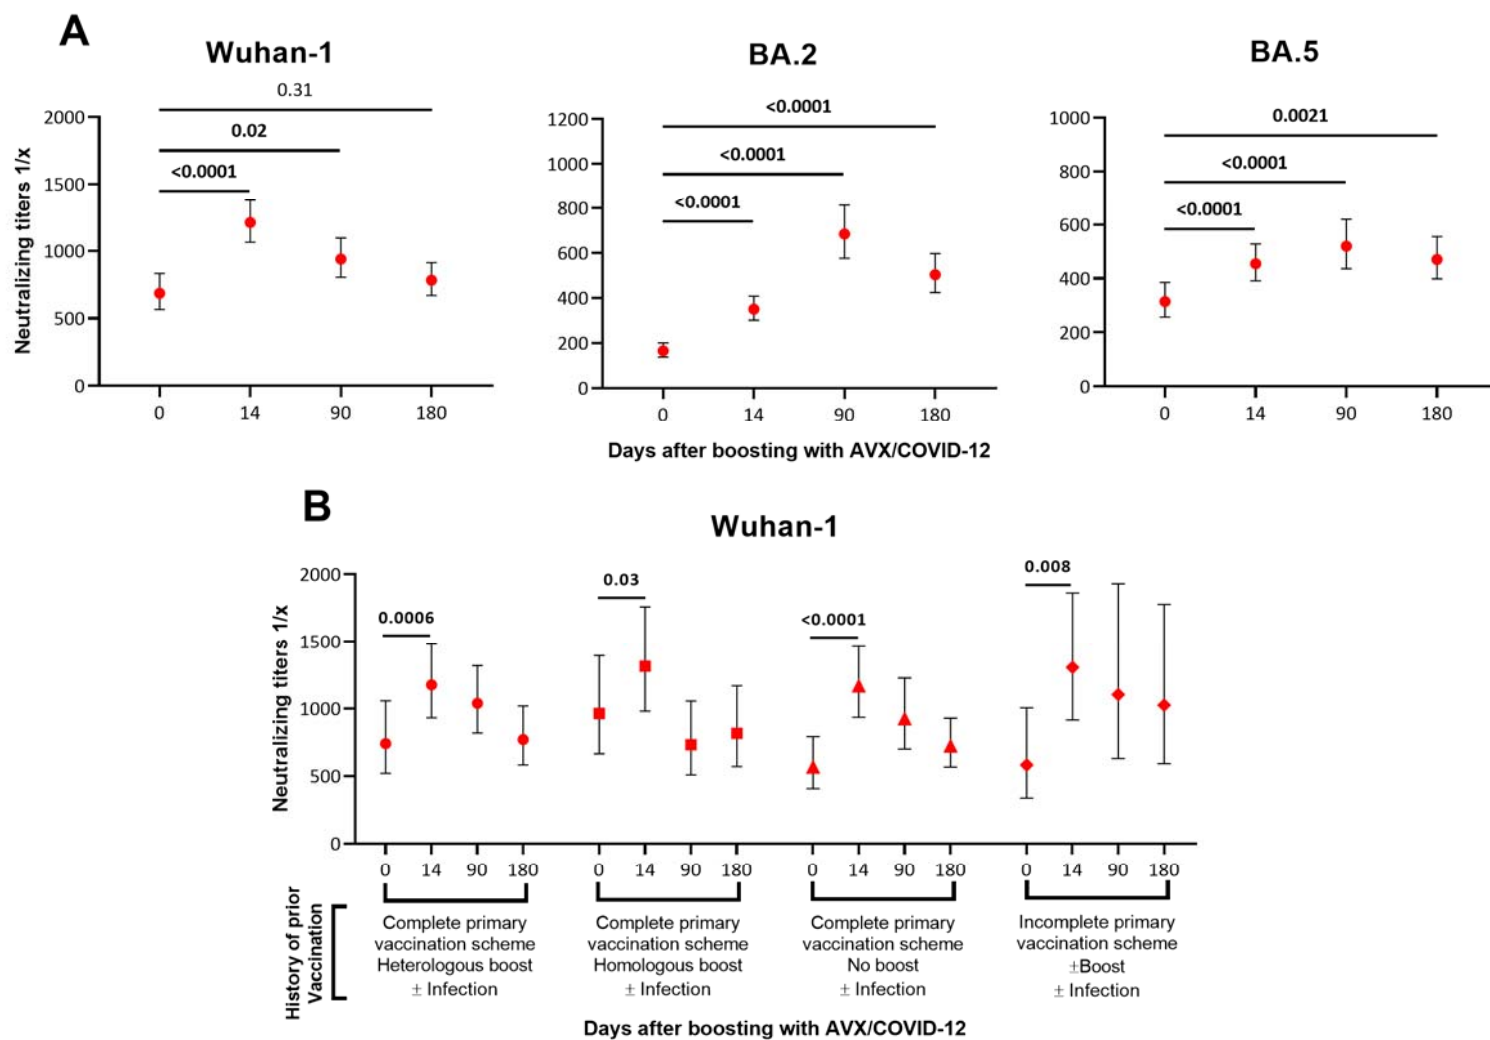 A
Wuhan-1
BA.2
BA.5
Neutralizing titers 1/x
2000
1500
1000
500
0
0.31
0.02
<0.0001
0 14 90 180
1200
1000
800
600
400
200
0
<0.0001
<0.0001
<0.0001
0 14 90 180
1000
800
600
400
200
0
0.0021
<0.0001
<0.0001
0 14 90 180
Days after boosting with AVX/COVID-12
B
Wuhan-1
Neutralizing titers 1/x
2000
1500
1000
500
0
0.0006
0.03
<0.0001
0.008
0 14 90 180 0 14 90 180 0 14 90 180 0 14 90 180
History of prior
Vaccination
Complete primary
vaccination scheme
Heterologous boost
± Infection
Complete primary
vaccination scheme
Homologous boost
± Infection
Complete primary
vaccination scheme
No boost
± Infection
Incomplete primary
vaccination scheme
±Boost
± Infection
Days after boosting with AVX/COVID-12